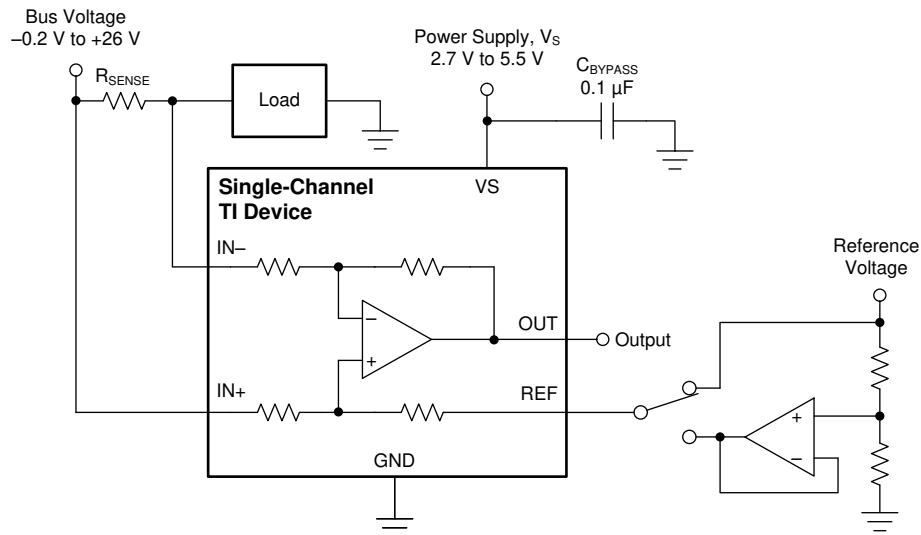 Bus Voltage
–0.2 V to +26 V
RSENSE
Load
Power Supply, VS
2.7 V to 5.5 V
CBYPASS
0.1 µF
Single-Channel
TI Device
VS
IN–
–
+
OUT
Output
IN+
REF
GND
Reference
Voltage
+
–